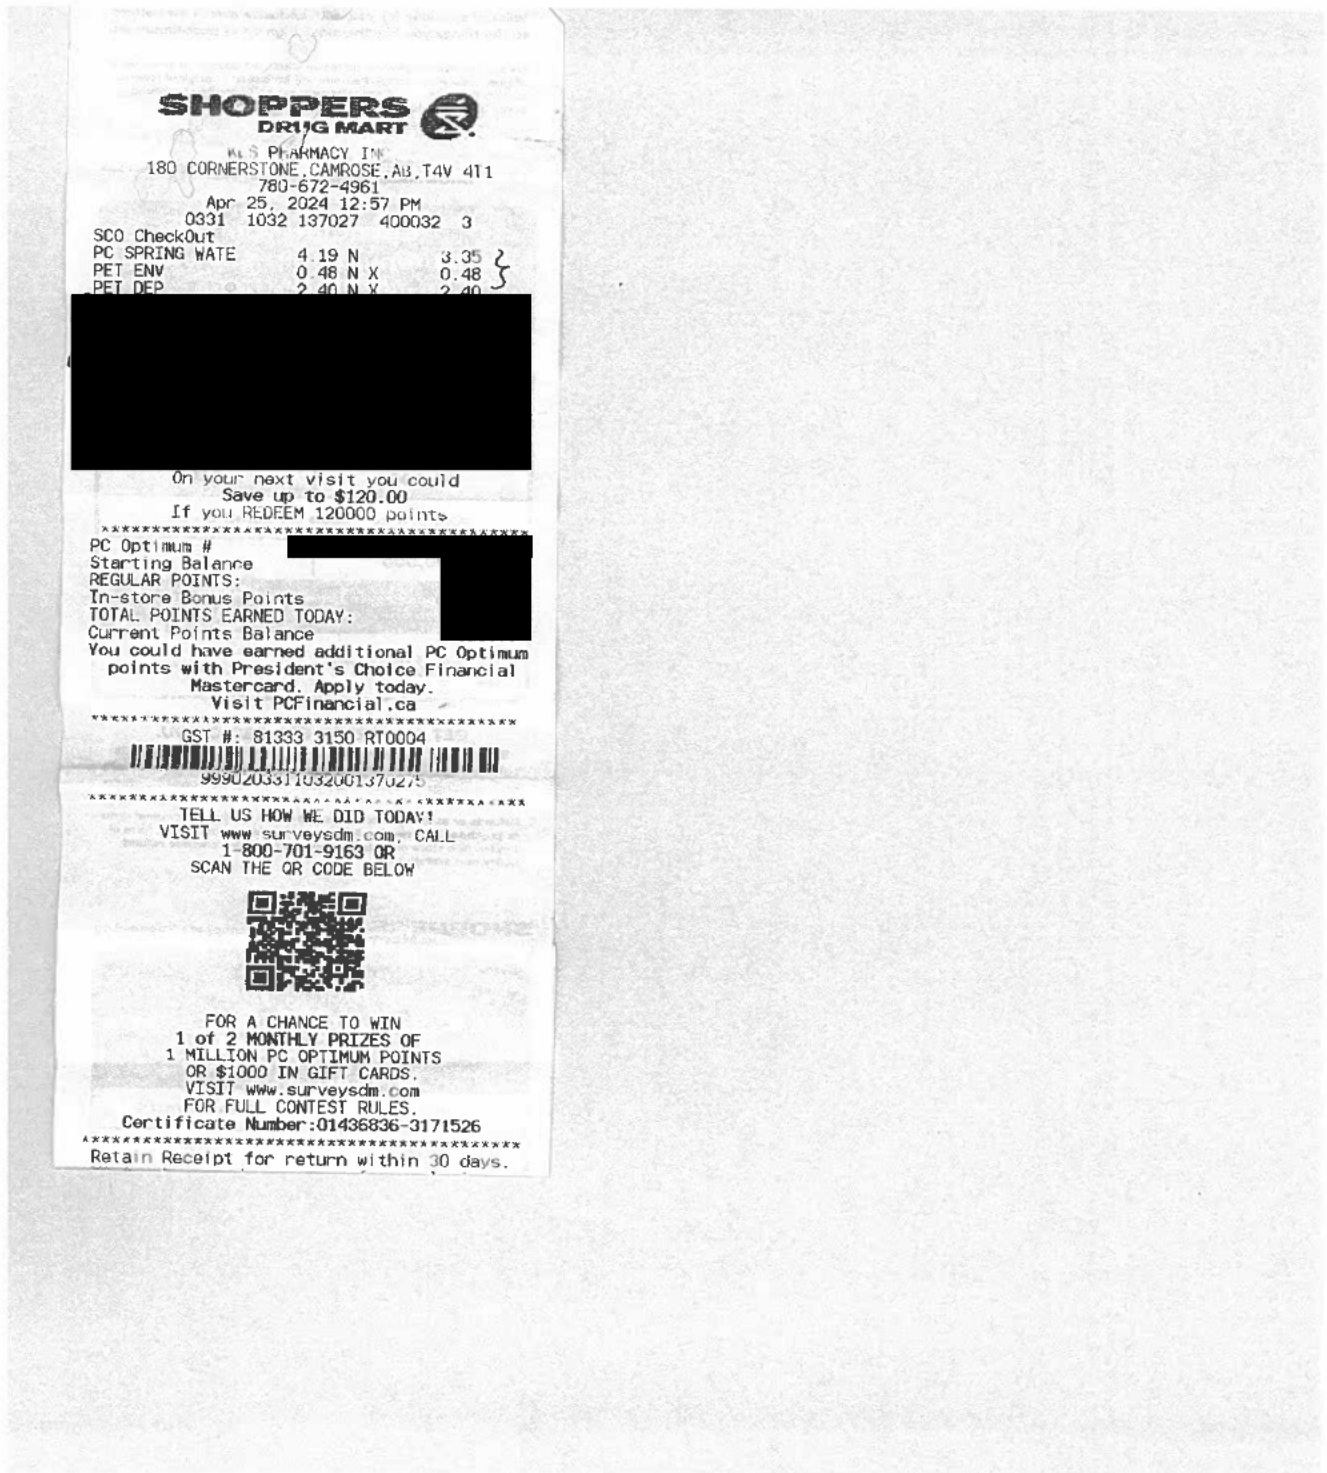 SHOPPERS
DRUG MART
PHARMACY
180 CORNERSTONE, CAMROSE, AB, T4V 4T1
780-672-4961
Apr 25, 2024 12:57 PM
0331 1032 137027 400032 3
SCO CheckOut
PC SPRING WATE 4.19 N 3.35
PET ENV 0.48 N X 0.48
PET DEP 2.40 N X 2.40
On your next visit you could
Save up to $120.00
If you REDEEM 120000 points
******************************************
PC Optimum #
Starting Balance
REGULAR POINTS:
In-store Bonus Points
TOTAL POINTS EARNED TODAY:
Current Points Balance
You could have earned additional PC Optimum
points with President's Choice Financial
Mastercard. Apply today.
Visit PCFinancial.ca
******************************************
GST #: 81333 3150 RT0004
9990203311032001370275
******************************************
TELL US HOW WE DID TODAY!
VISIT www.surveysdm.com, CALL
1-800-701-9163 OR
SCAN THE QR CODE BELOW
FOR A CHANCE TO WIN
1 of 2 MONTHLY PRIZES OF
1 MILLION PC OPTIMUM POINTS
OR $1000 IN GIFT CARDS.
VISIT www.surveysdm.com
FOR FULL CONTEST RULES.
Certificate Number:01436836-3171526
******************************************
Retain Receipt for return within 30 days.